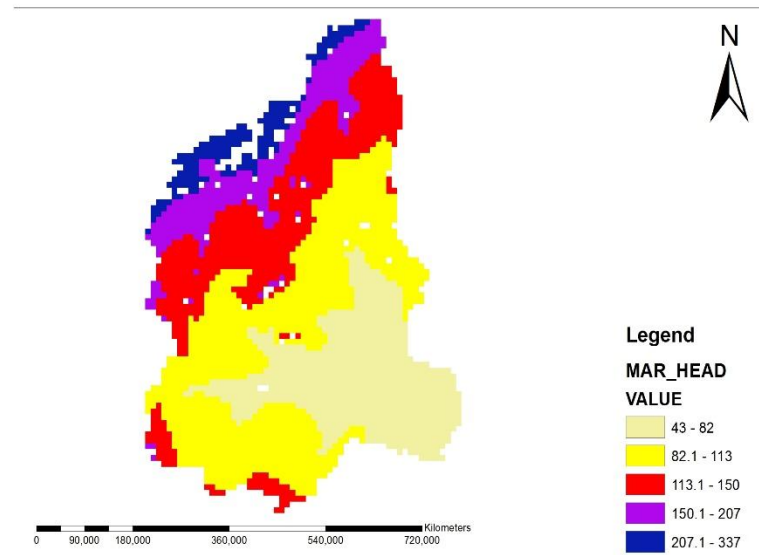 N
Legend
MAR_HEAD
VALUE
43 - 82
82.1 - 113
113.1 - 150
150.1 - 207
207.1 - 337
Kilometers
0 90,000 180,000 360,000 540,000 720,000